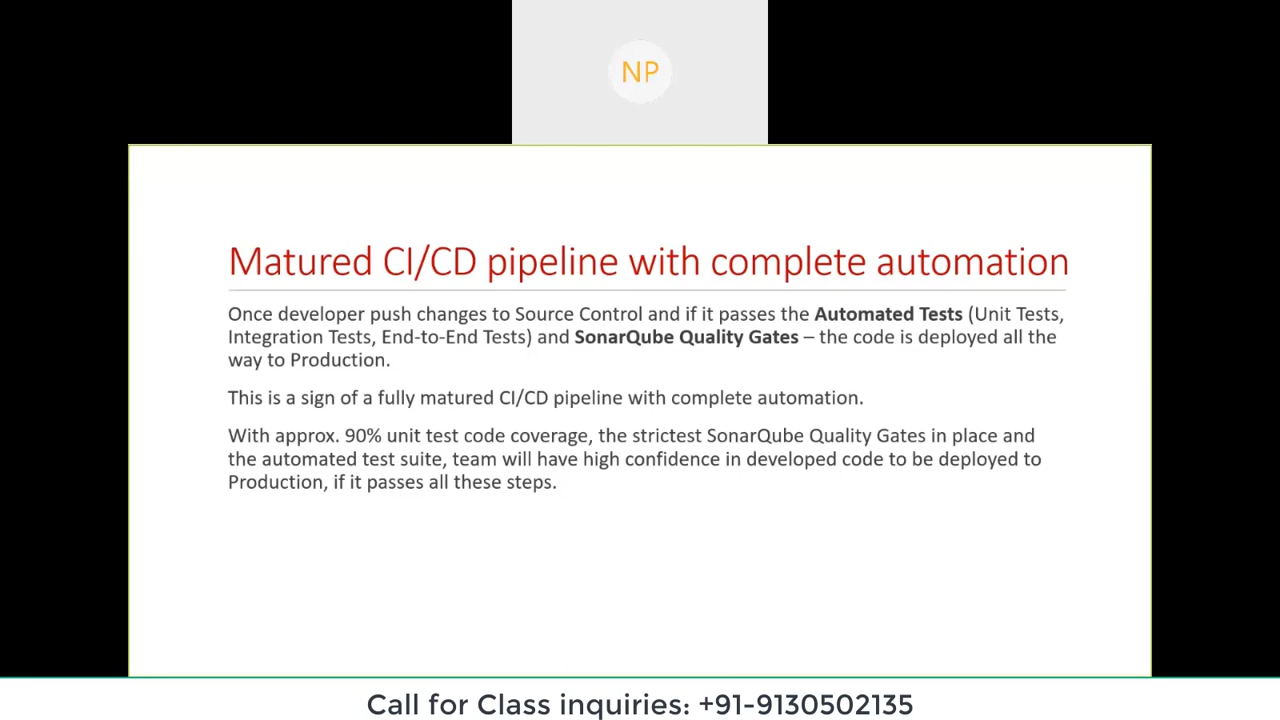 NP
Matured CI/CD pipeline with complete automation
Once developer push changes to Source Control and if it passes the Automated Tests (Unit Tests,
Integration Tests, End-to-End Tests) and SonarQube Quality Gates – the code is deployed all the
way to Production.
This is a sign of a fully matured CI/CD pipeline with complete automation.
With approx. 90% unit test code coverage, the strictest SonarQube Quality Gates in place and
the automated test suite, team will have high confidence in developed code to be deployed to
Production, if it passes all these steps.
Call for Class inquiries: +91-9130502135